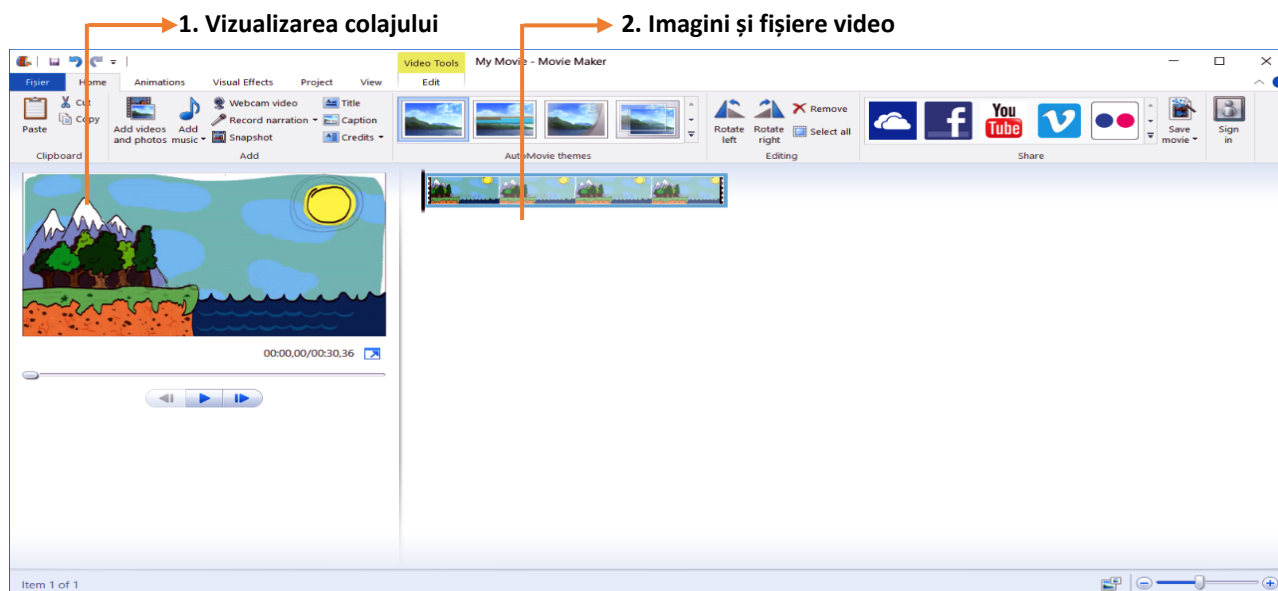 1. Vizualizarea colajului 2. Imagini și fișiere video
Video Tools My Movie - Movie Maker
Fișier Home Animations Visual Effects Project View Edit
Paste
Cut
Copy
Clipboard
Add videos and photos
Add music
Webcam video
Record narration
Snapshot
Title
Caption
Credits
Add
AutoMovie themes
Rotate left
Rotate right
Remove
Select all
Editing
f
You Tube
V
Share
Save movie
Sign in
00:00,00/00:30,36
Item 1 of 1